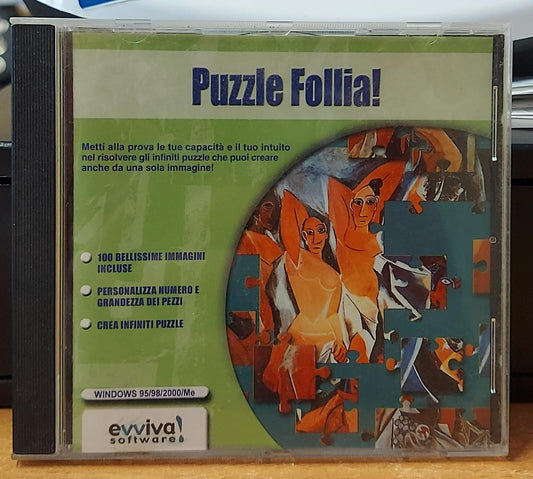 Puzzle Follia!
Metti alla prova le tue capacità e il tuo intuito
nel risolvere gli infiniti puzzle che puoi creare
anche da una sola immagine!
100 BELLISSIME IMMAGINI
INCLUSE
PERSONALIZZA NUMERO E
GRANDEZZA DEI PEZZI
CREA INFINITI PUZZLE
WINDOWS 95/98/2000/Me
evviva!
software